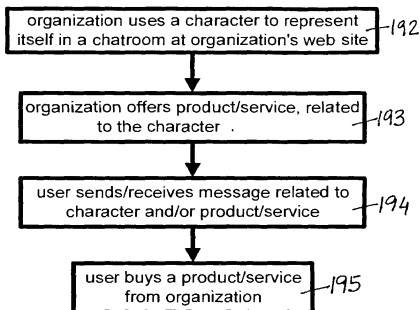 organization uses a character to represent
itself in a chatroom at organization's web site
192
organization offers product/service, related
to the character .
193
user sends/receives message related to
character and/or product/service
194
user buys a product/service
from organization
195